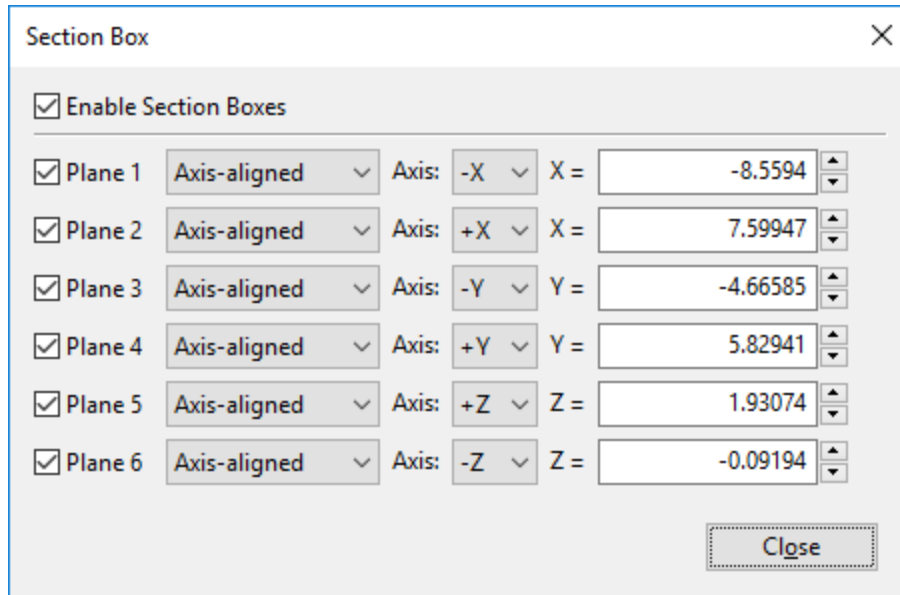 Section Box
Enable Section Boxes
Plane 1 Axis-aligned Axis: -X X = -8.5594
Plane 2 Axis-aligned Axis: +X X = 7.59947
Plane 3 Axis-aligned Axis: -Y Y = -4.66585
Plane 4 Axis-aligned Axis: +Y Y = 5.82941
Plane 5 Axis-aligned Axis: +Z Z = 1.93074
Plane 6 Axis-aligned Axis: -Z Z = -0.09194
Close